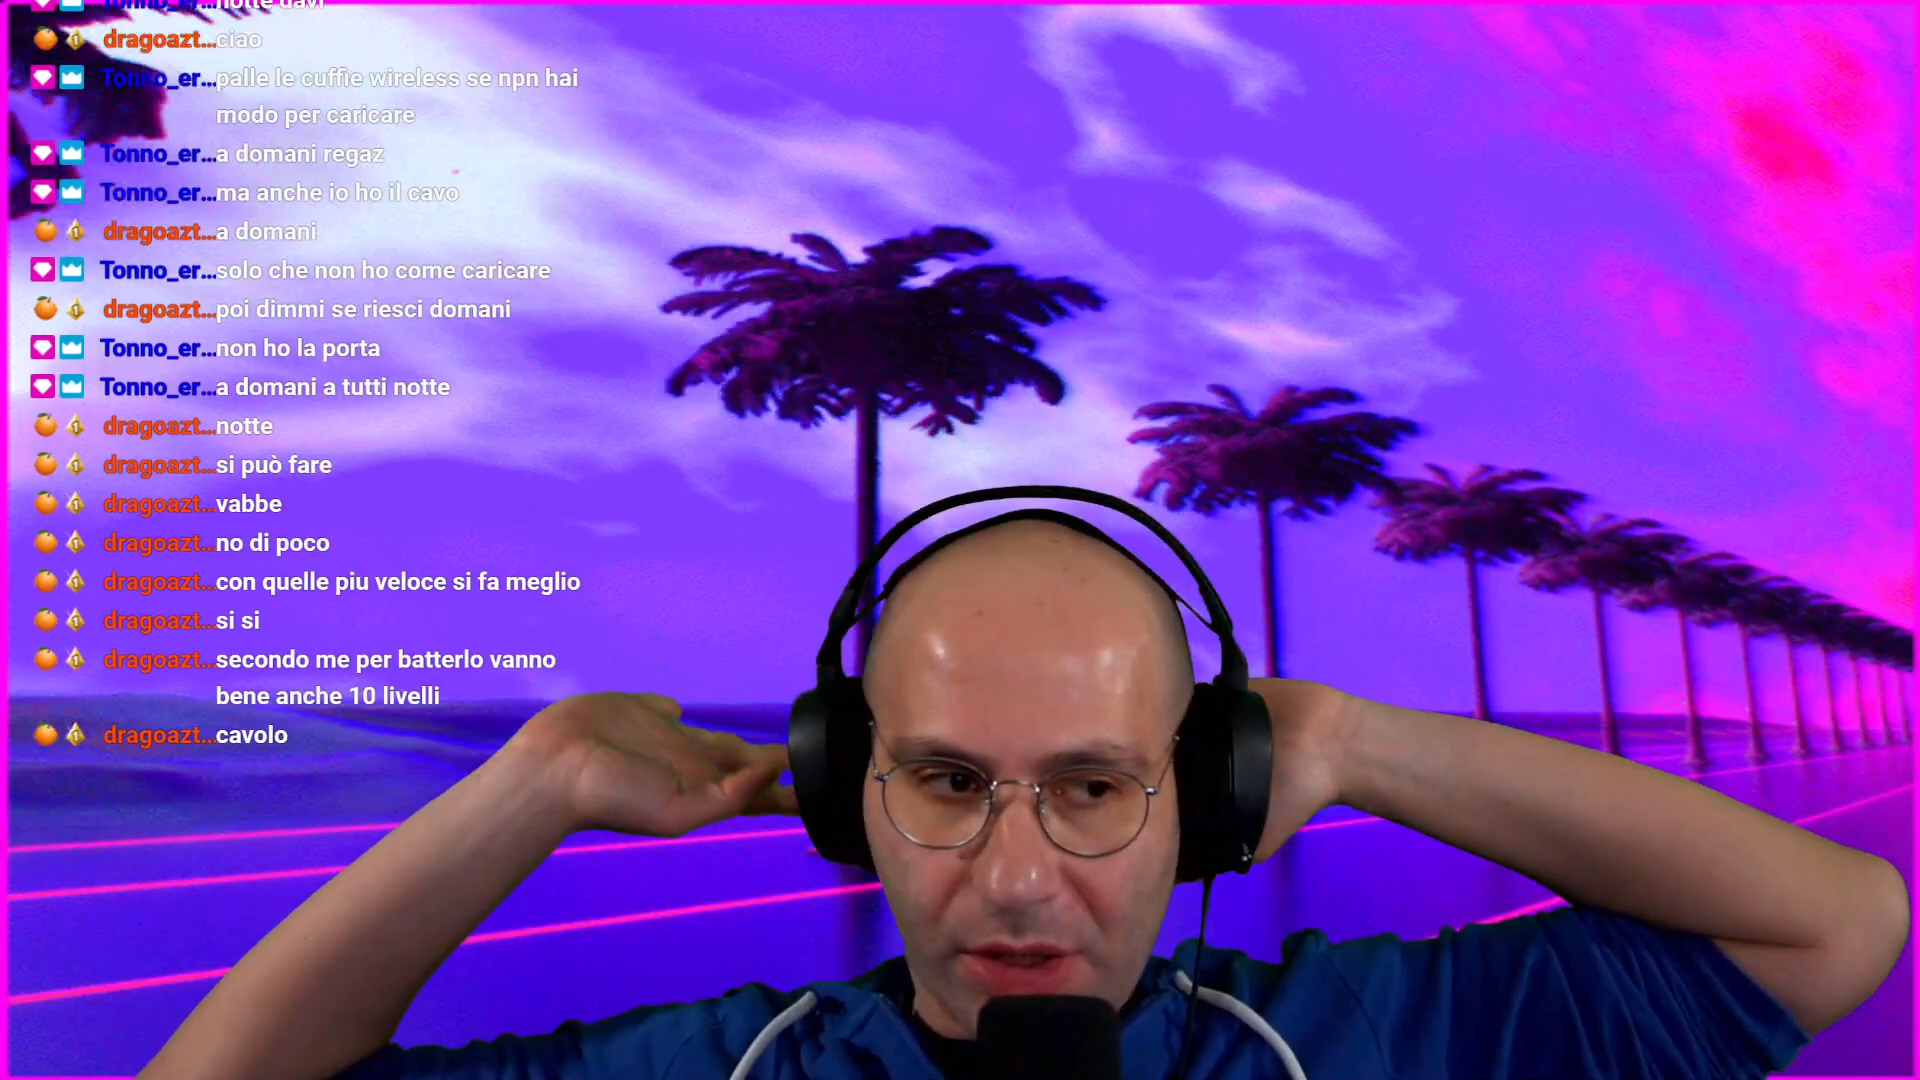 Tonno_er...notte davi
dragoazt...ciao
Tonno_er...palle le cuffie wireless se npn hai
modo per caricare
Tonno_er...a domani regaz
Tonno_er...ma anche io ho il cavo
dragoazt...a domani
Tonno_er...solo che non ho come caricare
dragoazt...poi dimmi se riesci domani
Tonno_er...non ho la porta
Tonno_er...a domani a tutti notte
dragoazt...notte
dragoazt...si può fare
dragoazt...vabbe
dragoazt...no di poco
dragoazt...con quelle piu veloce si fa meglio
dragoazt...si si
dragoazt...secondo me per batterlo vanno
bene anche 10 livelli
dragoazt...cavolo